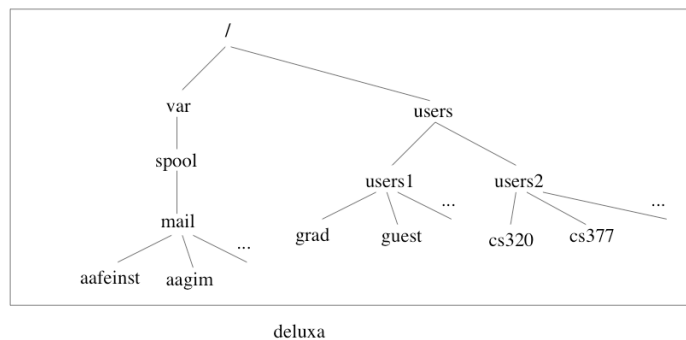 /
var users
spool
users1 users2
mail ... ...
grad guest cs320 cs377
...
aafeinst aagim
deluxa